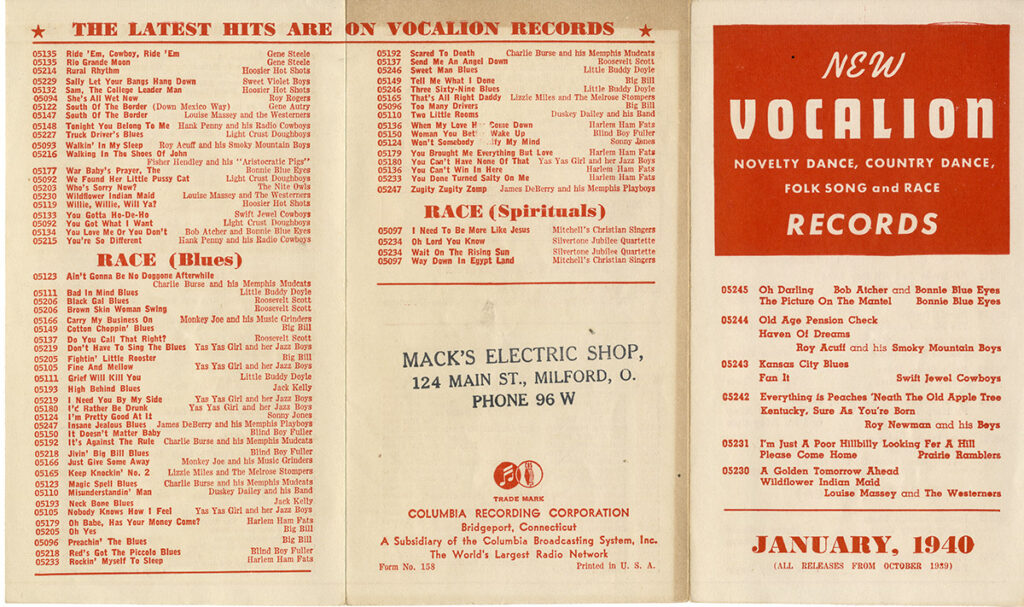 ★ THE LATEST HITS ARE ON VOCALION RECORDS ★
05135 Ride 'Em, Cowboy, Ride 'Em Gene Steele
05135 Rio Grande Moon Gene Steele
05214 Rural Rhythm Hoosier Hot Shots
05229 Sally Let Your Bangs Hang Down Sweet Violet Boys
05132 Sam, The College Leader Man Hoosier Hot Shots
05094 She's All Wet Now Roy Rogers
05122 South Of The Border (Down Mexico Way) Gene Autry
05147 South Of The Border Louise Massey and the Westerners
05148 Tonight You Belong To Me Hank Penny and his Radio Cowboys
05227 Truck Driver's Blues Light Crust Doughboys
05093 Walkin' In My Sleep Roy Acuff and his Smoky Mountain Boys
05216 Walking In The Shoes Of John
Fisher Hendley and his "Aristocratic Pigs"
05177 War Baby's Prayer, The Bonnie Blue Eyes
05092 We Found Her Little Pussy Cat Light Crust Doughboys
05203 Who's Sorry Now? The Nite Owls
05230 Wildflower Indian Maid Louise Massey and The Westerners
05119 Willie, Willie, Will Ya? Hoosier Hot Shots
05133 You Gotta Ho-De-Ho Swift Jewel Cowboys
05092 You Got What I Want Light Crust Doughboys
05134 You Love Me Or You Don't Bob Atcher and Bonnie Blue Eyes
05215 You're So Different Hank Penny and his Radio Cowboys
RACE (Blues)
05123 Ain't Gonna Be No Doggone Afterwhile
Charlie Burse and his Memphis Mudcats
05111 Bad In Mind Blues Little Buddy Doyle
05206 Black Gal Blues Roosevelt Scott
05206 Brown Skin Woman Swing Roosevelt Scott
05166 Carry My Business On Monkey Joe and his Music Grinders
05149 Cotton Choppin' Blues Big Bill
05137 Do You Call That Right? Roosevelt Scott
05219 Don't Have To Sing The Blues Yas Yas Girl and her Jazz Boys
05205 Fightin' Little Rooster Big Bill
05105 Fine And Mellow Yas Yas Girl and her Jazz Boys
05111 Grief Will Kill You Little Buddy Doyle
05193 High Behind Blues Jack Kelly
05219 I Need You By My Side Yas Yas Girl and her Jazz Boys
05180 I'd Rather Be Drunk Yas Yas Girl and her Jazz Boys
05124 I'm Pretty Good At It Sonny Jones
05247 Insane Jealous Blues James DeBerry and his Memphis Playboys
05150 It Doesn't Matter Baby Blind Boy Fuller
05192 It's Against The Rule Charlie Burse and his Memphis Mudcats
05218 Jivin' Big Bill Blues Blind Boy Fuller
05166 Just Give Some Away Monkey Joe and his Music Grinders
05165 Keep Knockin' No. 2 Lizzie Miles and The Melrose Stompers
05123 Magic Spell Blues Charlie Burse and his Memphis Mudcats
05110 Misunderstandin' Man Duskey Dailey and his Band
05193 Neck Bone Blues Jack Kelly
05105 Nobody Knows How I Feel Yas Yas Girl and her Jazz Boys
05179 Oh Babe, Has Your Money Come? Harlem Ham Fats
05205 Oh Yes Big Bill
05096 Preachin' The Blues Big Bill
05218 Red's Got The Piccolo Blues Blind Boy Fuller
05233 Rockin' Myself To Sleep Harlem Ham Fats
05192 Scared To Death Charlie Burse and his Memphis Mudcats
05137 Send Me An Angel Down Roosevelt Scott
05246 Sweet Man Blues Little Buddy Doyle
05149 Tell Me What I Done Big Bill
05246 Three Sixty-Nine Blues Little Buddy Doyle
05165 That's All Right Daddy Lizzie Miles and The Melrose Stompers
05096 Too Many Drivers Big Bill
05110 Two Little Rooms Duskey Dailey and his Band
05196 When My Love Come Down Harlem Ham Fats
05150 Woman You Wake Up Blind Boy Fuller
05124 Won't Somebody My Mind Sonny Jones
05179 You Brought Me Everything But Love Harlem Ham Fats
05180 You Can't Have None Of That Yas Yas Girl and her Jazz Boys
05136 You Can't Win In Here Harlem Ham Fats
05233 You Done Turned Salty On Me Harlem Ham Fats
05247 Zugity Zugity Zomp James DeBerry and his Memphis Playboys
RACE (Spirituals)
05097 I Need To Be More Like Jesus Mitchell's Christian Singers
05234 Oh Lord You Know Silvertone Jubilee Quartette
05234 Wait On The Rising Sun Silvertone Jubilee Quartette
05097 Way Down In Egypt Land Mitchell's Christian Singers
MACK'S ELECTRIC SHOP,
124 MAIN ST., MILFORD, O.
PHONE 96 W
TRADE MARK
COLUMBIA RECORDING CORPORATION
Bridgeport, Connecticut
A Subsidiary of the Columbia Broadcasting System, Inc.
The World's Largest Radio Network
Form No. 158 Printed in U. S. A.
NEW
VOCALION
NOVELTY DANCE, COUNTRY DANCE,
FOLK SONG and RACE
RECORDS
05245 Oh Darling Bob Atcher and Bonnie Blue Eyes
The Picture On The Mantel Bonnie Blue Eyes
05244 Old Age Pension Check
Haven Of Dreams
Roy Acuff and his Smoky Mountain Boys
05243 Kansas City Blues
Fan It Swift Jewel Cowboys
05242 Everything is Peaches 'Neath The Old Apple Tree
Kentucky, Sure As You're Born
Roy Newman and his Boys
05231 I'm Just A Poor Hillbilly Looking For A Hill
Please Come Home Prairie Ramblers
05230 A Golden Tomorrow Ahead
Wildflower Indian Maid
Louise Massey and The Westerners
JANUARY, 1940
(ALL RELEASES FROM OCTOBER 1939)